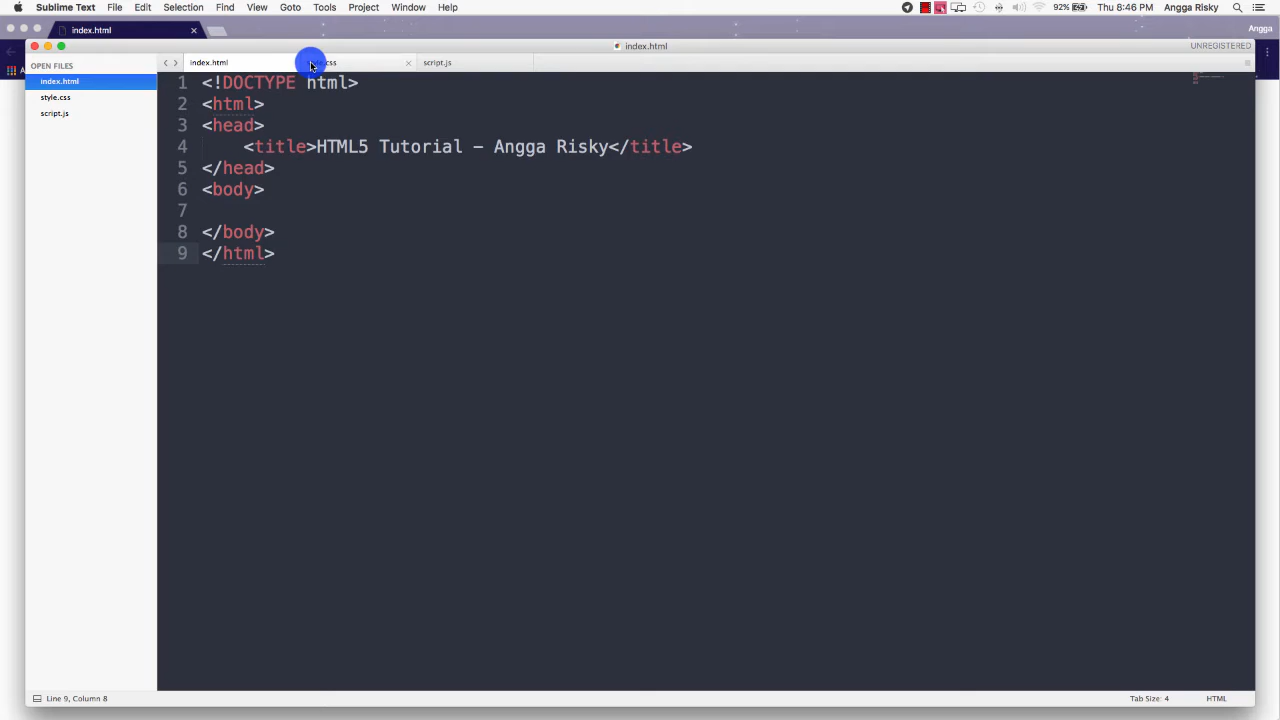 Sublime Text File Edit Selection Find View Goto Tools Project Window Help 92% Thu 8:46 PM Angga Risky
index.html Angga
index.html UNREGISTERED
OPEN FILES index.html .css script.js
index.html
style.css
script.js
1 <!DOCTYPE html>
2 <html>
3 <head>
4 <title>HTML5 Tutorial - Angga Risky</title>
5 </head>
6 <body>
7
8 </body>
9 </html>
Line 9, Column 8 Tab Size: 4 HTML